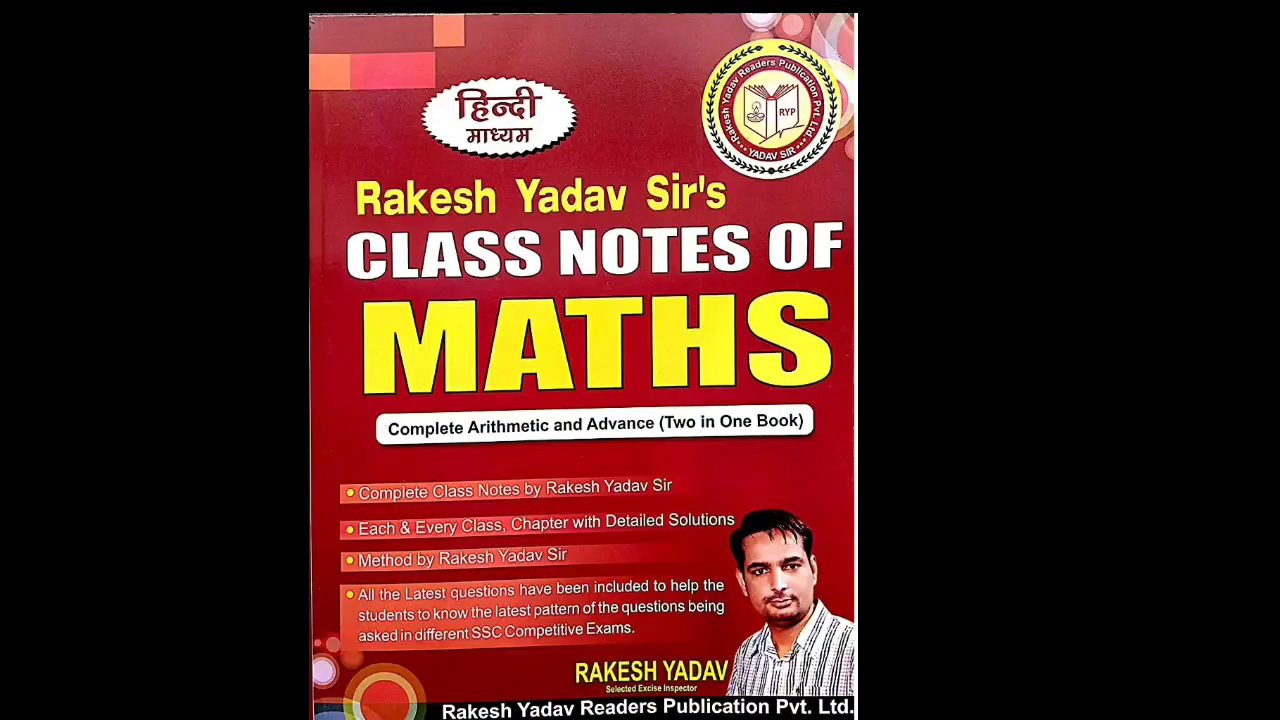 हिन्दी
माध्यम
Rakesh Yadav Readers Publication Pvt. Ltd.
RYP
YADAV SIR
Rakesh Yadav Sir's
CLASS NOTES OF
MATHS
Complete Arithmetic and Advance (Two in One Book)
• Complete Class Notes by Rakesh Yadav Sir
• Each & Every Class, Chapter with Detailed Solutions
• Method by Rakesh Yadav Sir
• All the Latest questions have been included to help the
students to know the latest pattern of the questions being
asked in different SSC Competitive Exams.
RAKESH YADAV
Selected Excise Inspector
Rakesh Yadav Readers Publication Pvt. Ltd.